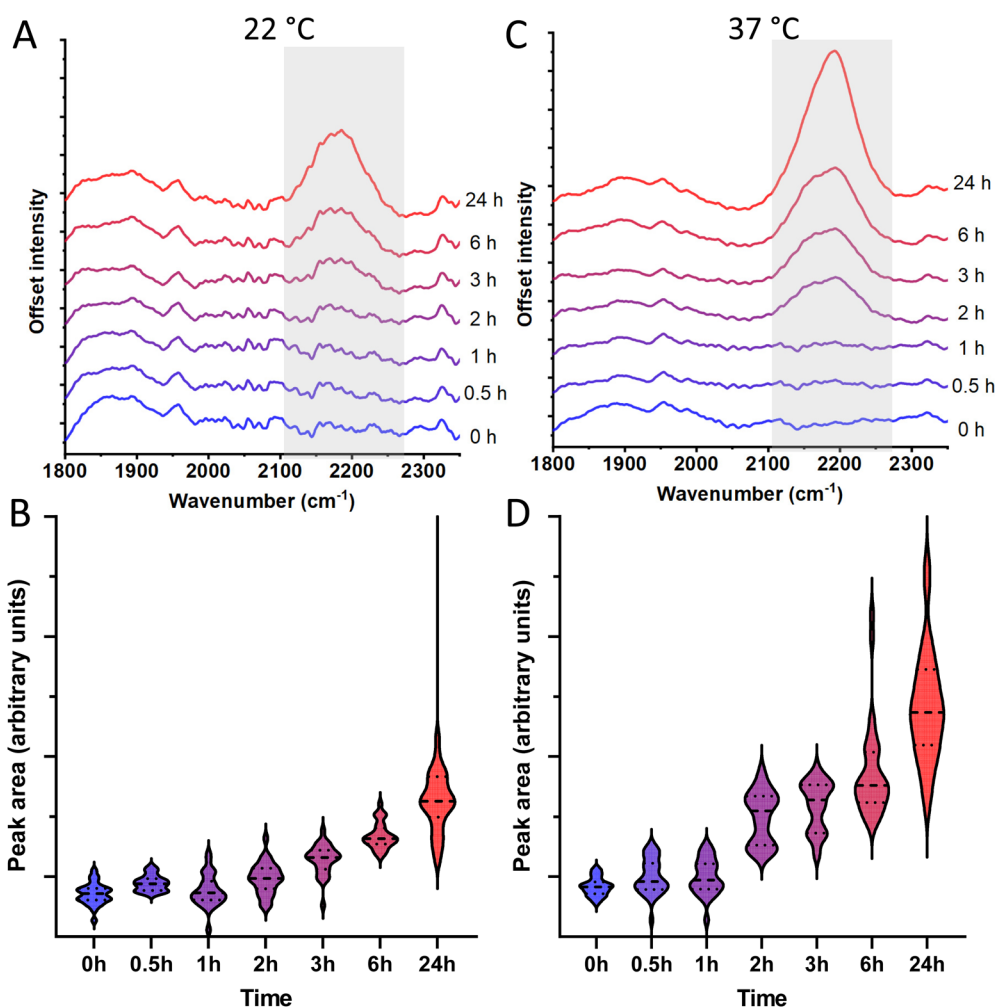 A
22 °C
Offset intensity
24 h
6 h
3 h
2 h
1 h
0.5 h
0 h
1800 1900 2000 2100 2200 2300
Wavenumber (cm-1)
C
37 °C
Offset intensity
24 h
6 h
3 h
2 h
1 h
0.5 h
0 h
1800 1900 2000 2100 2200 2300
Wavenumber (cm-1)
B
Peak area (arbitrary units)
0h 0.5h 1h 2h 3h 6h 24h
Time
D
Peak area (arbitrary units)
0h 0.5h 1h 2h 3h 6h 24h
Time